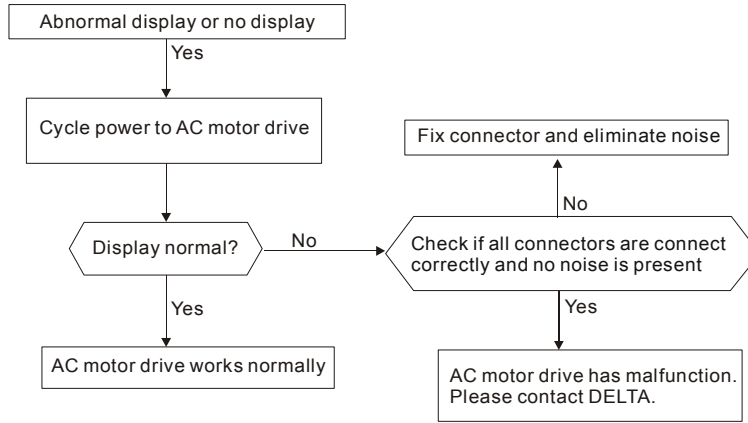 Abnormal display or no display
Yes
Cycle power to AC motor drive
Fix connector and eliminate noise
No
Display normal?
No
Check if all connectors are connect
correctly and no noise is present
Yes
Yes
AC motor drive works normally
AC motor drive has malfunction.
Please contact DELTA.